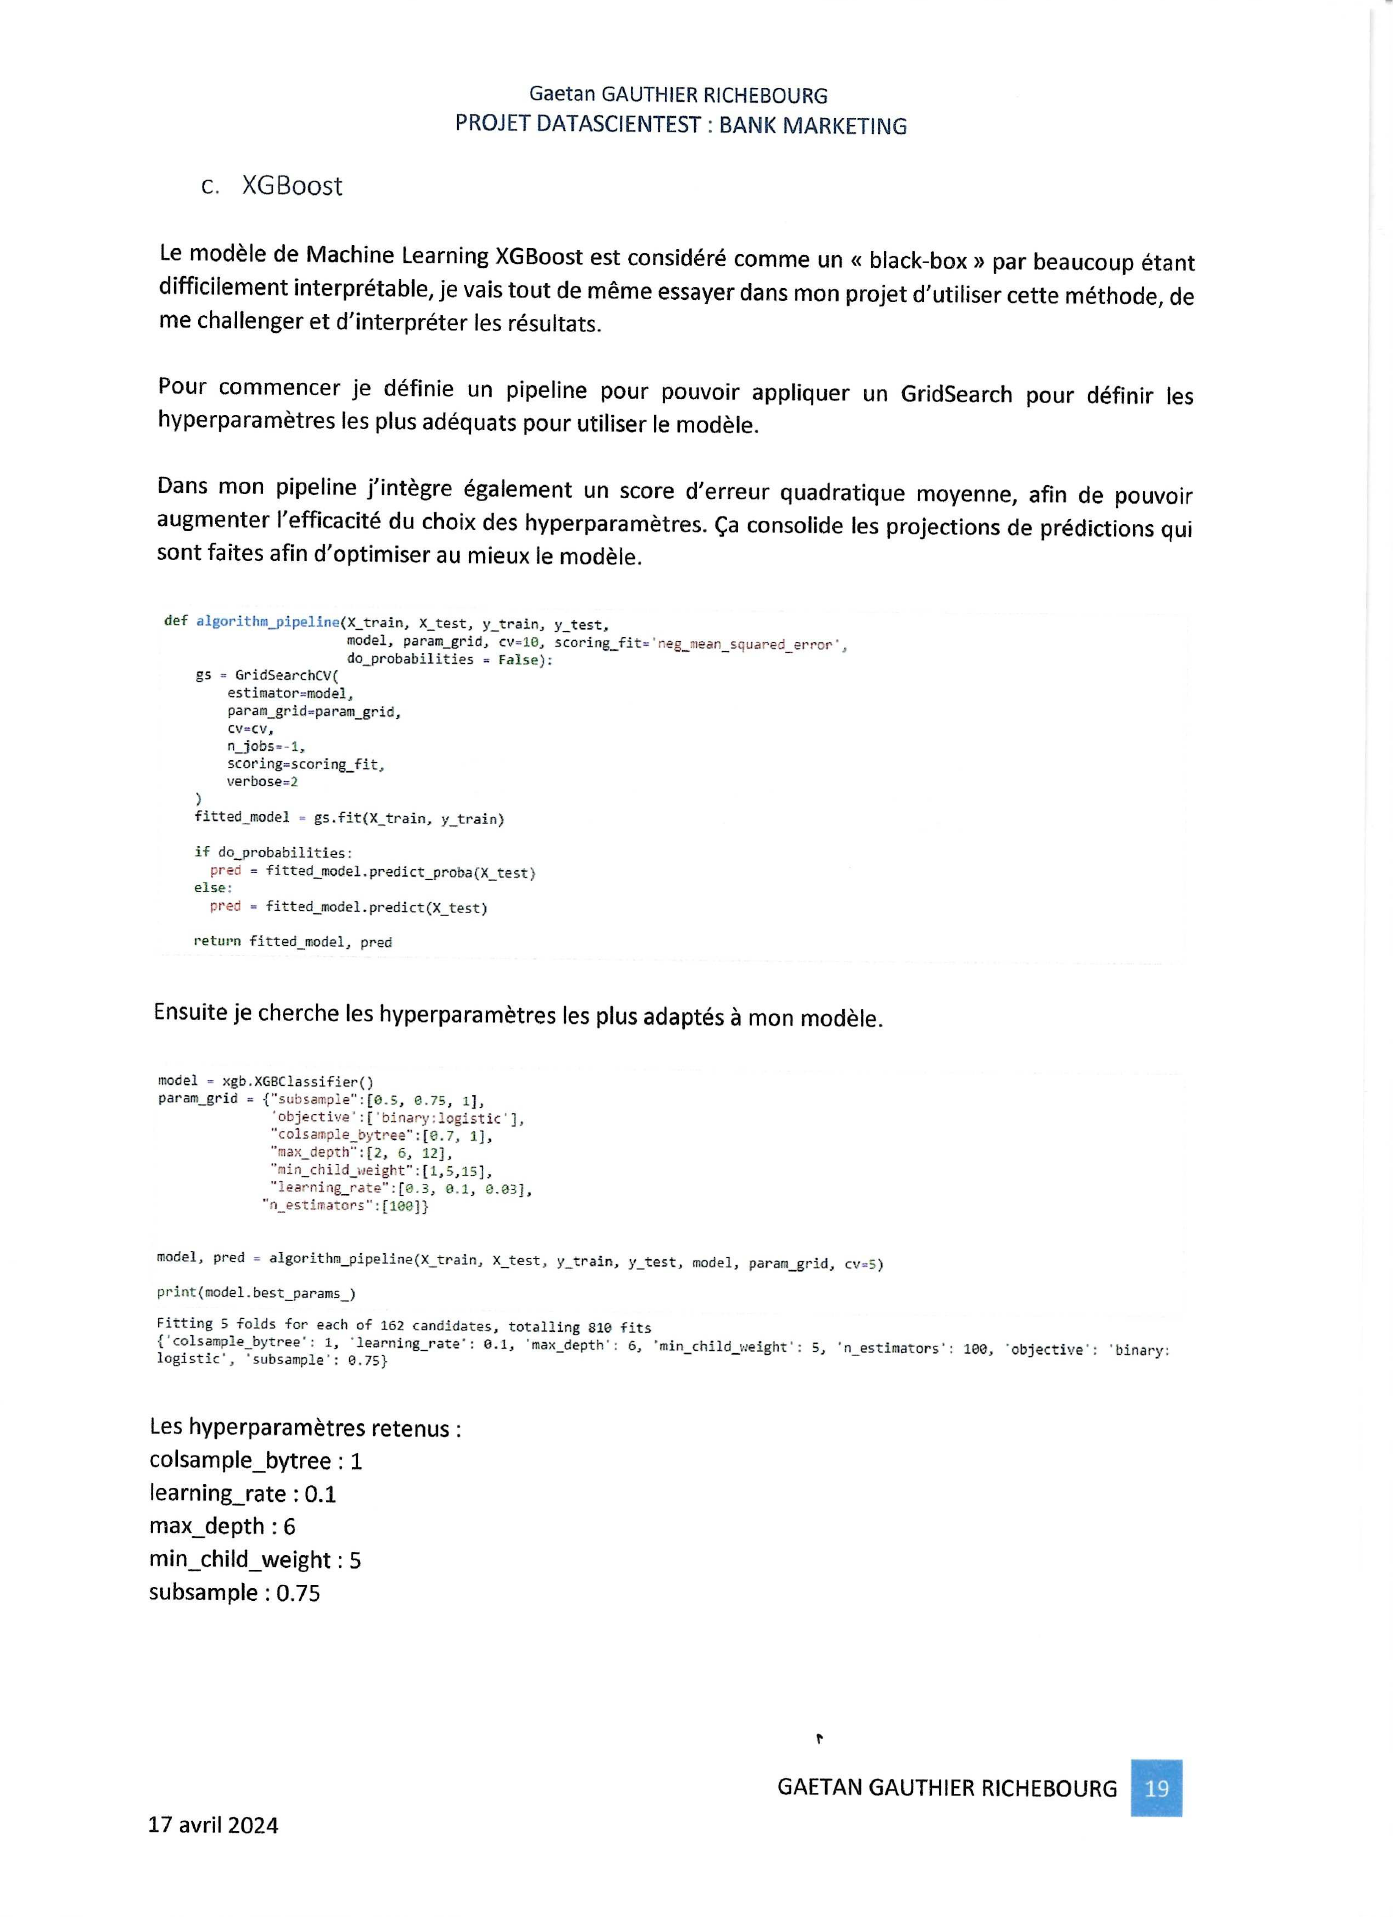 Gaetan GAUTHIER RICHEBOURG
PROJET DATASCIENTEST : BANK MARKETING
c. XGBoost
Le modèle de Machine Learning XGBoost est considéré comme un « black-box » par beaucoup étant
difficilement interprétable, je vais tout de même essayer dans mon projet d’utiliser cette méthode, de
me challenger et d’interpréter les résultats.
Pour commencer je définie un pipeline pour pouvoir appliquer un GridSearch pour définir les
hyperparamètres les plus adéquats pour utiliser le modèle.
Dans mon pipeline j’intègre également un score d’erreur quadratique moyenne, afin de pouvoir
augmenter l’efficacité du choix des hyperparamètres. Ça consolide les projections de prédictions qui
sont faites afin d’optimiser au mieux le modèle.
def algorithm_pipeline(X_train, X_test, y_train, y_test,
model, param_grid, cv=10, scoring_fit='neg_mean_squared_error',
do_probabilities = False):
gs = GridSearchCV(
estimator=model,
param_grid=param_grid,
cv=cv,
n_jobs=-1,
scoring=scoring_fit,
verbose=2
)
fitted_model = gs.fit(X_train, y_train)
if do_probabilities:
pred = fitted_model.predict_proba(X_test)
else:
pred = fitted_model.predict(X_test)
return fitted_model, pred
Ensuite je cherche les hyperparamètres les plus adaptés à mon modèle.
model = xgb.XGBClassifier()
param_grid = {"subsample":[0.5, 0.75, 1],
'objective':['binary:logistic'],
"colsample_bytree":[0.7, 1],
"max_depth":[2, 6, 12],
"min_child_weight":[1,5,15],
"learning_rate":[0.3, 0.1, 0.03],
"n_estimators":[100]}
model, pred = algorithm_pipeline(X_train, X_test, y_train, y_test, model, param_grid, cv=5)
print(model.best_params_)
Fitting 5 folds for each of 162 candidates, totalling 810 fits
{'colsample_bytree': 1, 'learning_rate': 0.1, 'max_depth': 6, 'min_child_weight': 5, 'n_estimators': 100, 'objective': 'binary:
logistic', 'subsample': 0.75}
Les hyperparamètres retenus :
colsample_bytree : 1
learning_rate : 0.1
max_depth : 6
min_child_weight : 5
subsample : 0.75
GAETAN GAUTHIER RICHEBOURG 19
17 avril 2024